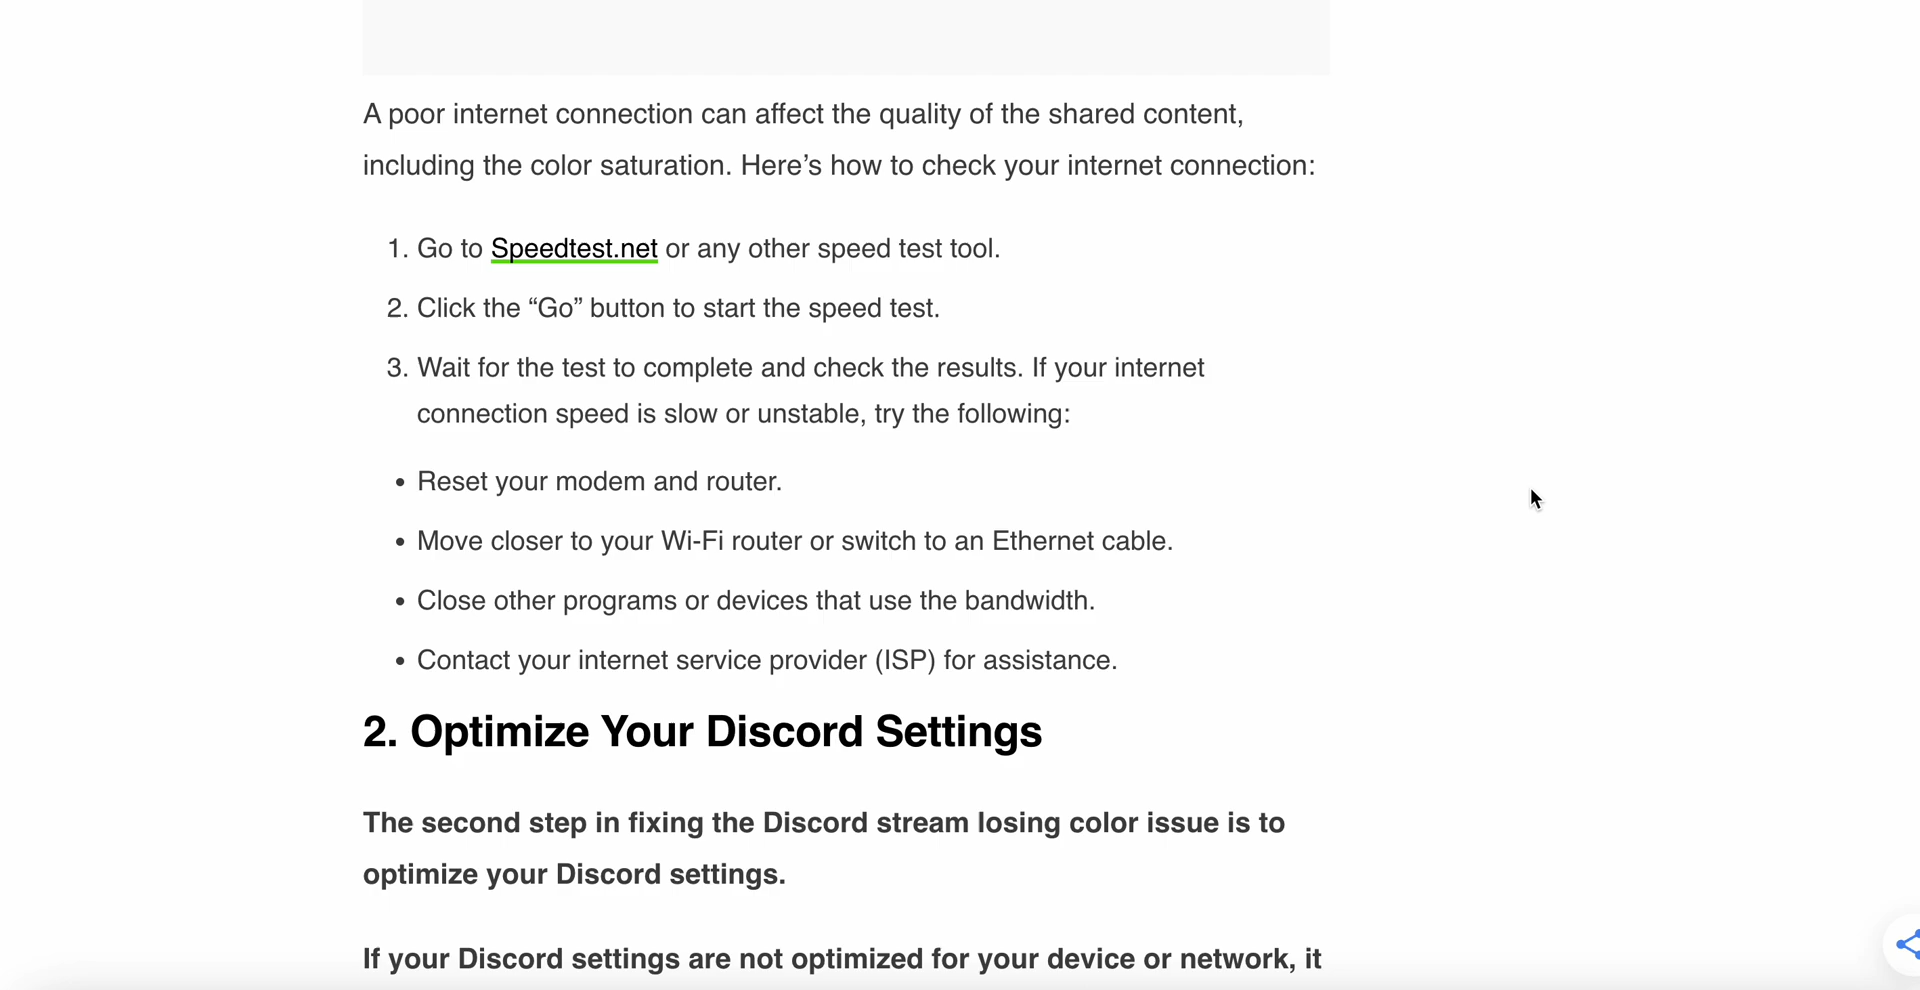 A poor internet connection can affect the quality of the shared content,
including the color saturation. Here’s how to check your internet connection:
1. Go to Speedtest.net or any other speed test tool.
2. Click the “Go” button to start the speed test.
3. Wait for the test to complete and check the results. If your internet
connection speed is slow or unstable, try the following:
• Reset your modem and router.
• Move closer to your Wi-Fi router or switch to an Ethernet cable.
• Close other programs or devices that use the bandwidth.
• Contact your internet service provider (ISP) for assistance.
2. Optimize Your Discord Settings
The second step in fixing the Discord stream losing color issue is to
optimize your Discord settings.
If your Discord settings are not optimized for your device or network, it